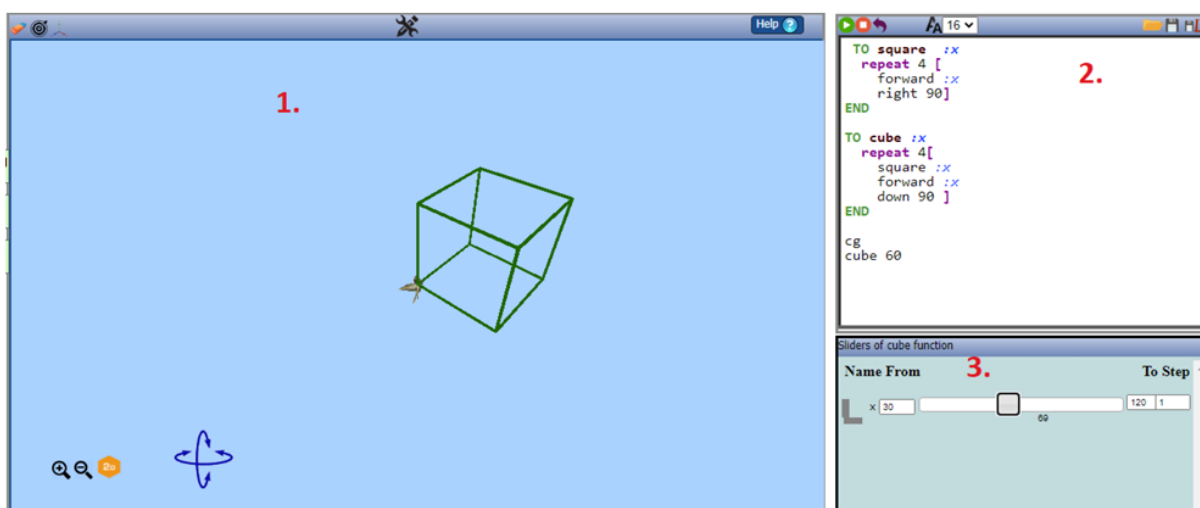 Help ?
1.
2D
16
2.
TO square :x
repeat 4 [
forward :x
right 90]
END
TO cube :x
repeat 4[
square :x
forward :x
down 90 ]
END
cg
cube 60
Sliders of cube function
3.
Name From To Step
x 30 120 1
69